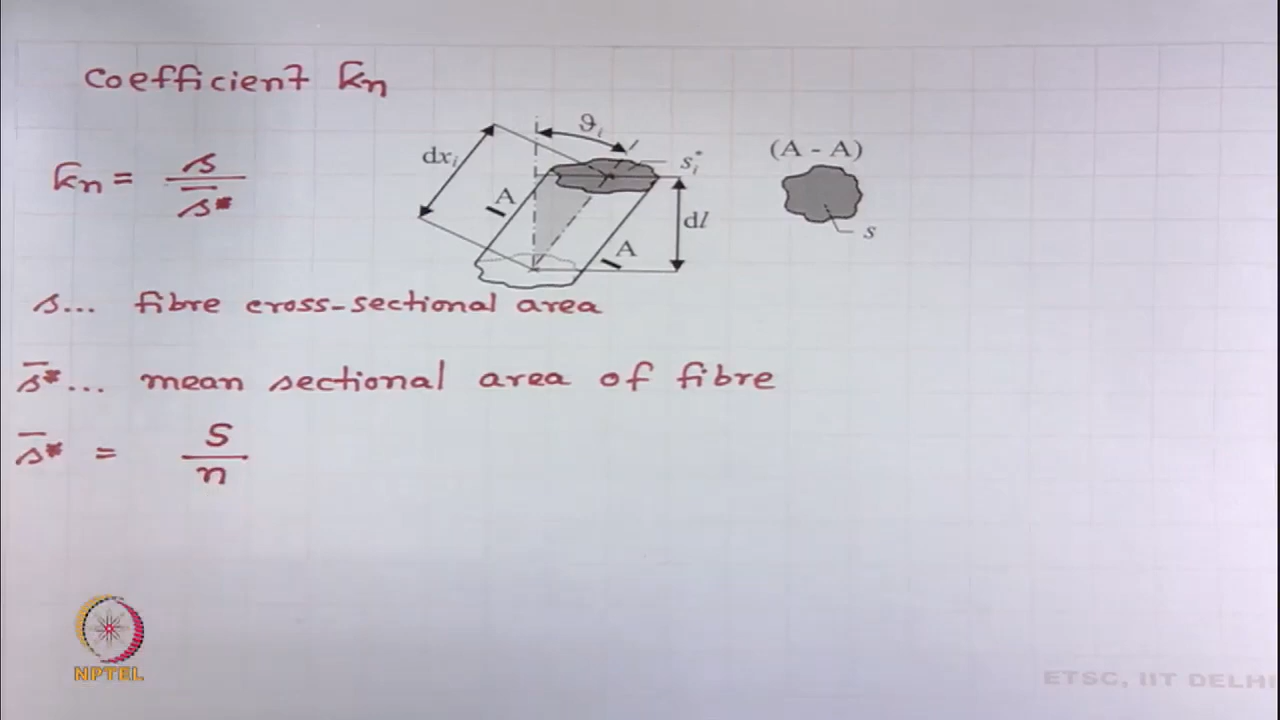 coefficient kn
kn = s / s̄*
dxi
ϑi
si*
A
A
dl
(A - A)
s
s... fibre cross-sectional area
s̄*... mean sectional area of fibre
s̄* = S / n
NPTEL
ETSC, IIT DELHI